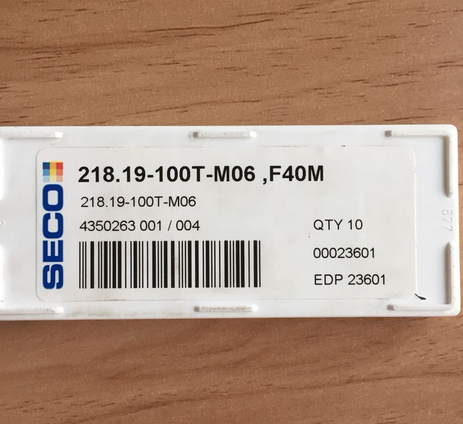 SECO
218.19-100T-M06 ,F40M
218.19-100T-M06
4350263 001 / 004
QTY 10
00023601
EDP 23601